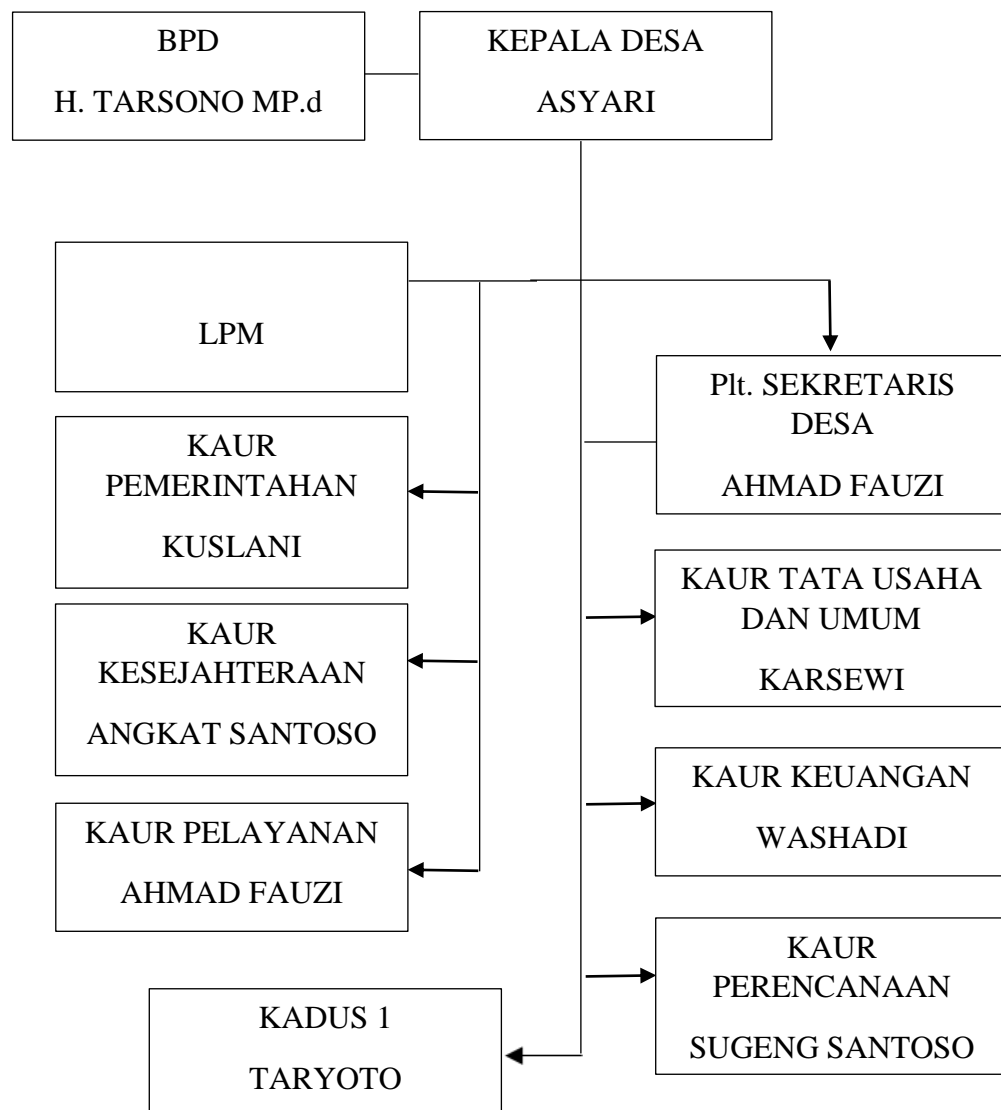 BPD
H. TARSONO MP.d
KEPALA DESA
ASYARI
LPM
Plt. SEKRETARIS
DESA
AHMAD FAUZI
KAUR
PEMERINTAHAN
KUSLANI
KAUR TATA USAHA
DAN UMUM
KARSEWI
KAUR
KESEJAHTERAAN
ANGKAT SANTOSO
KAUR KEUANGAN
WASHADI
KAUR PELAYANAN
AHMAD FAUZI
KAUR
PERENCANAAN
SUGENG SANTOSO
KADUS 1
TARYOTO